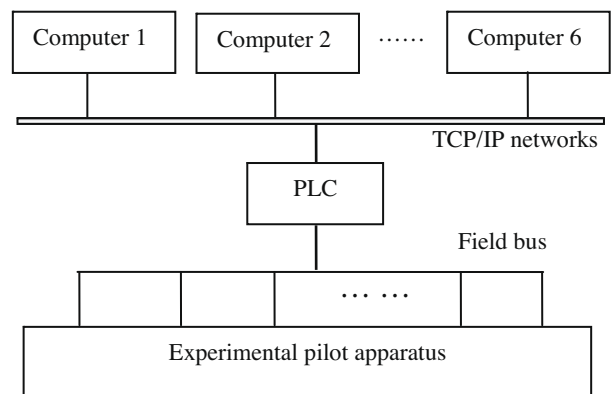 Computer 1
Computer 2
……
Computer 6
TCP/IP networks
PLC
Field bus
… …
Experimental pilot apparatus